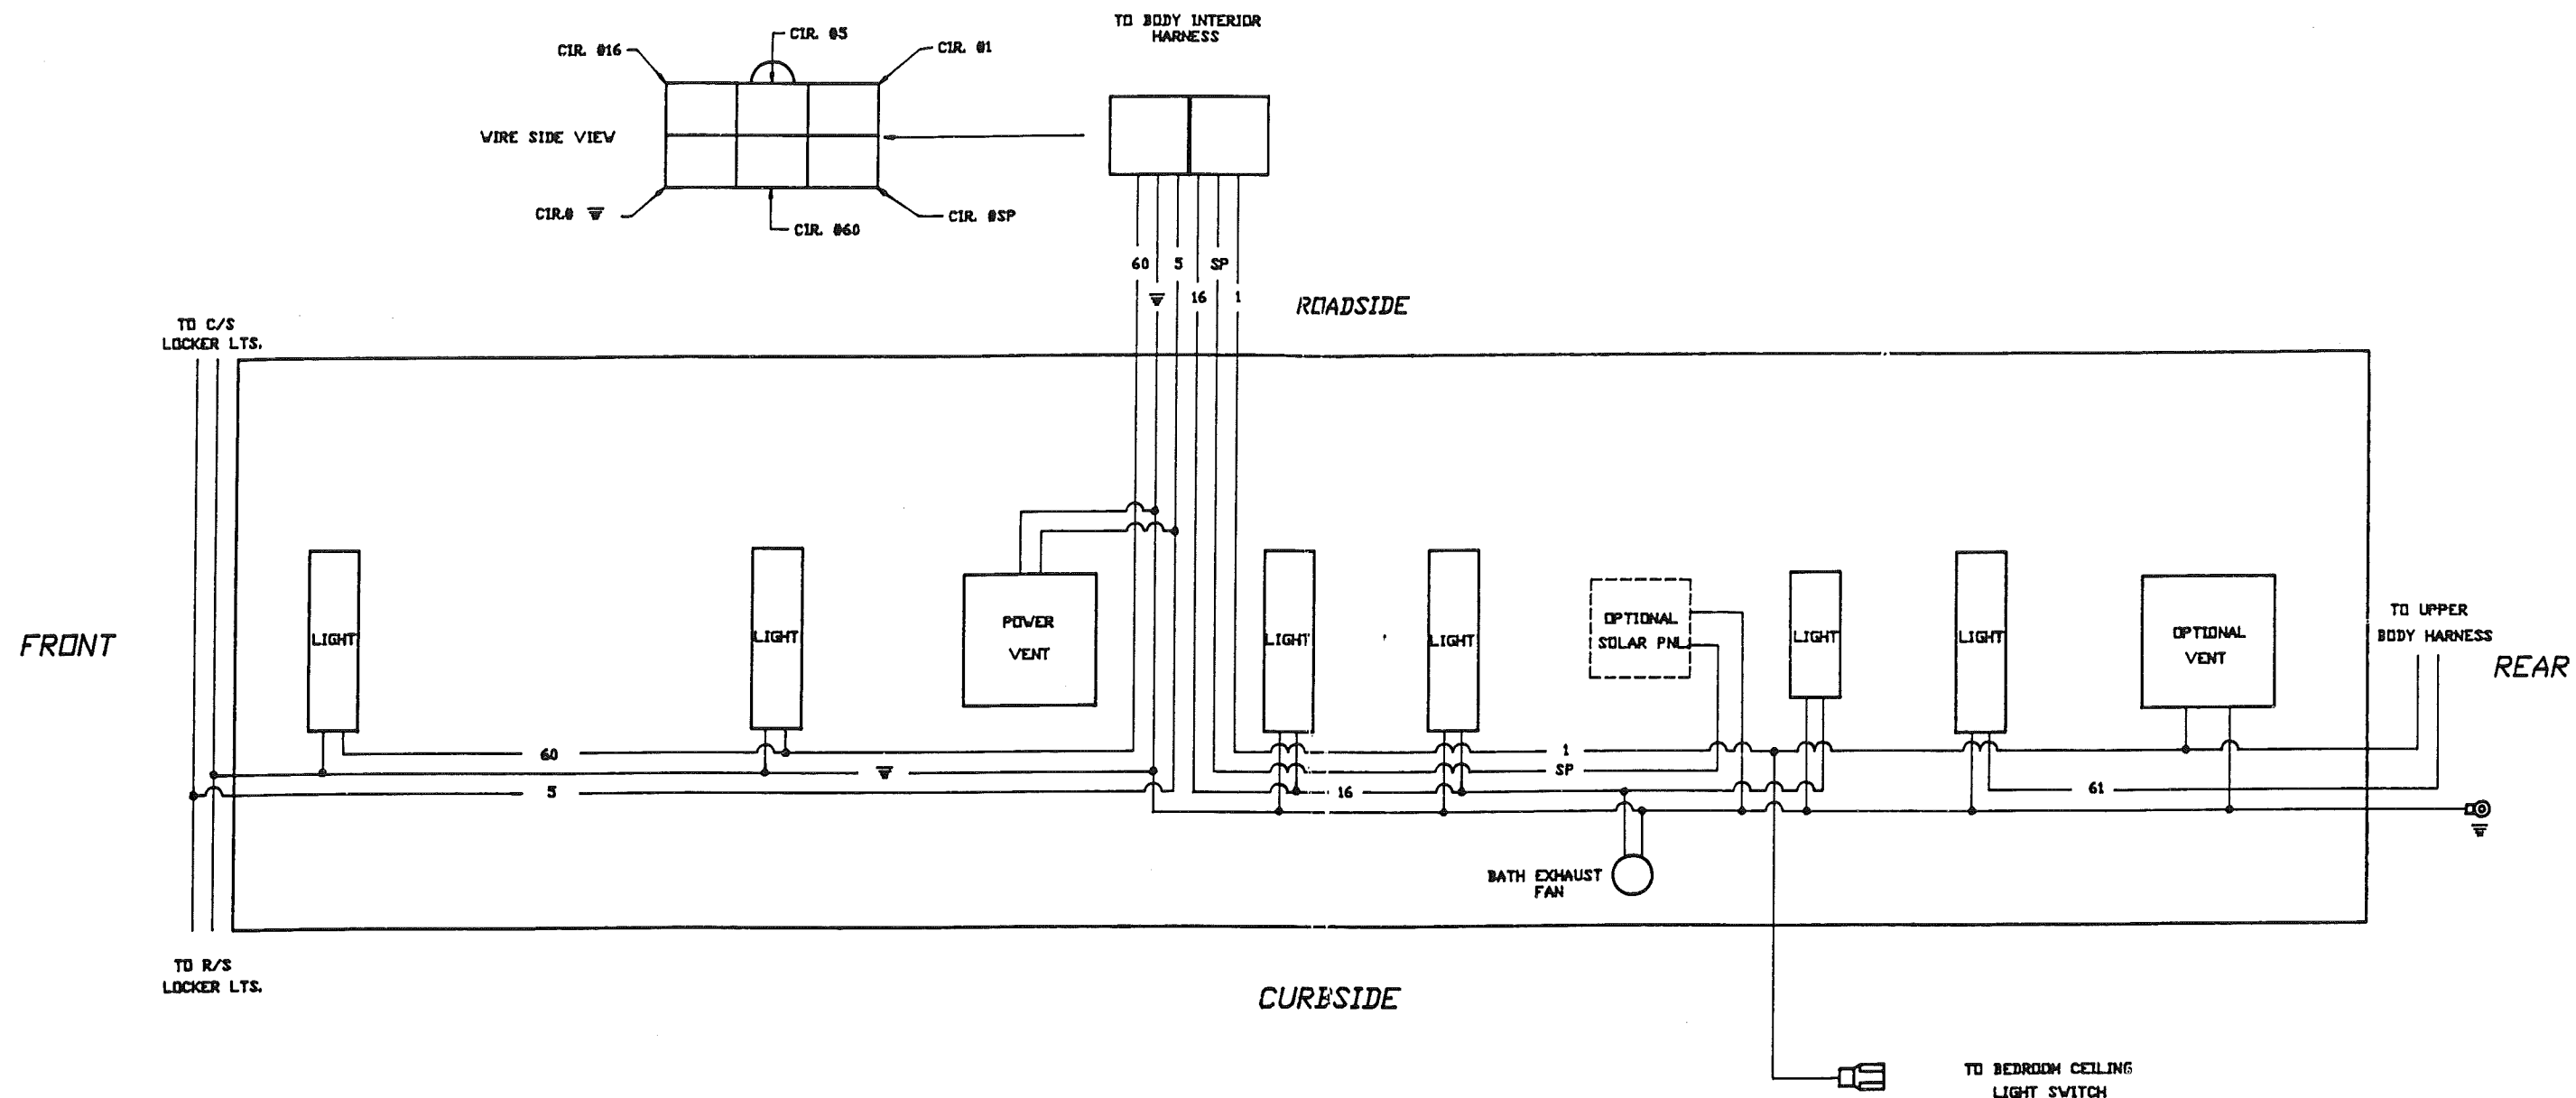 TO BODY INTERIOR
HARNESS
CIR. #16
CIR. #5
CIR. #1
WIRE SIDE VIEW
CIR.#
CIR. #60
CIR. #SP
60
5
SP
16
1
ROADSIDE
TO C/S
LOCKER LTS.
FRONT
LIGHT
LIGHT
POWER
VENT
LIGHT
LIGHT
OPTIONAL
SOLAR PNL
LIGHT
LIGHT
OPTIONAL
VENT
TO UPPER
BODY HARNESS
REAR
60
1
SP
5
16
61
BATH EXHAUST
FAN
TO R/S
LOCKER LTS.
CURBSIDE
TO BEDROOM CEILING
LIGHT SWITCH